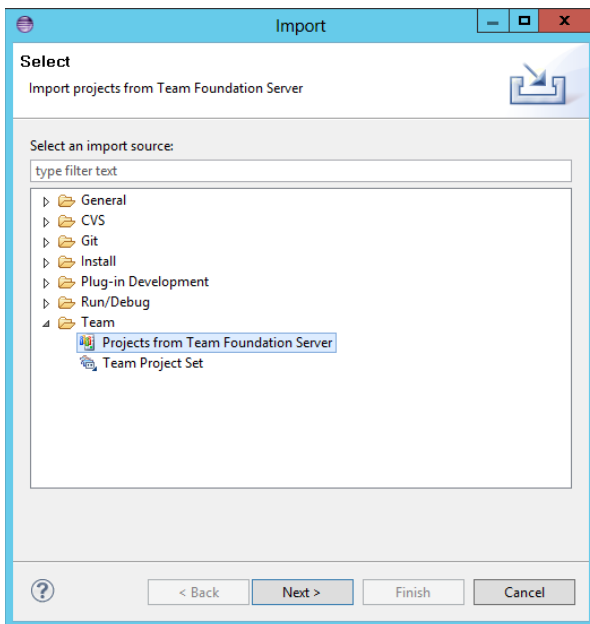 Import
Select
Import projects from Team Foundation Server
Select an import source:
type filter text
General
CVS
Git
Install
Plug-in Development
Run/Debug
Team
Projects from Team Foundation Server
Team Project Set
< Back Next > Finish Cancel